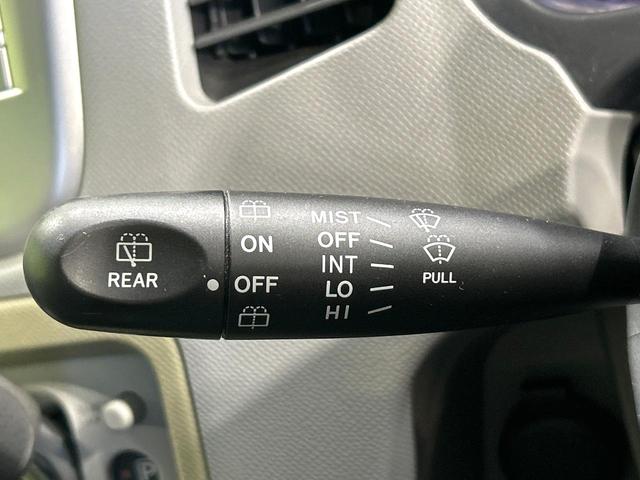 REAR
ON
OFF
MIST
OFF
INT
LO
HI
PULL
P